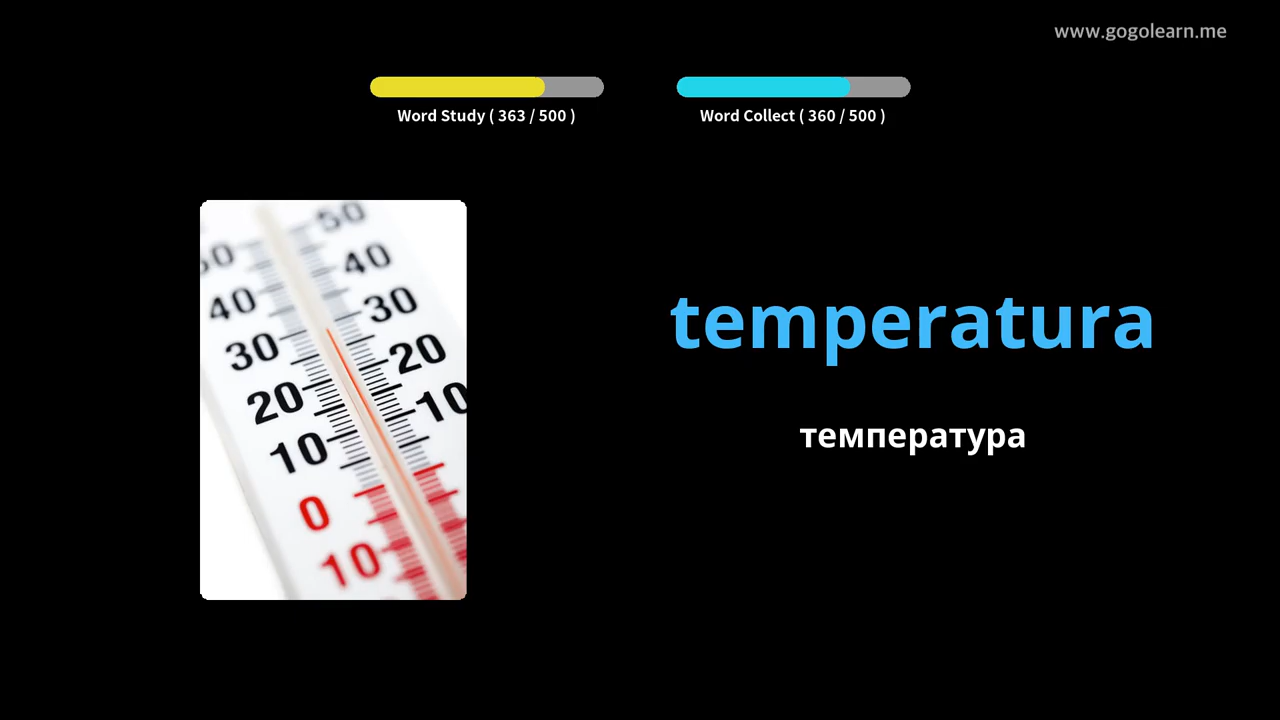 www.gogolearn.me
Word Study ( 363 / 500 )
Word Collect ( 360 / 500 )
50
50
40
40
30
30
20
20
10
10
0
10
temperatura
температура